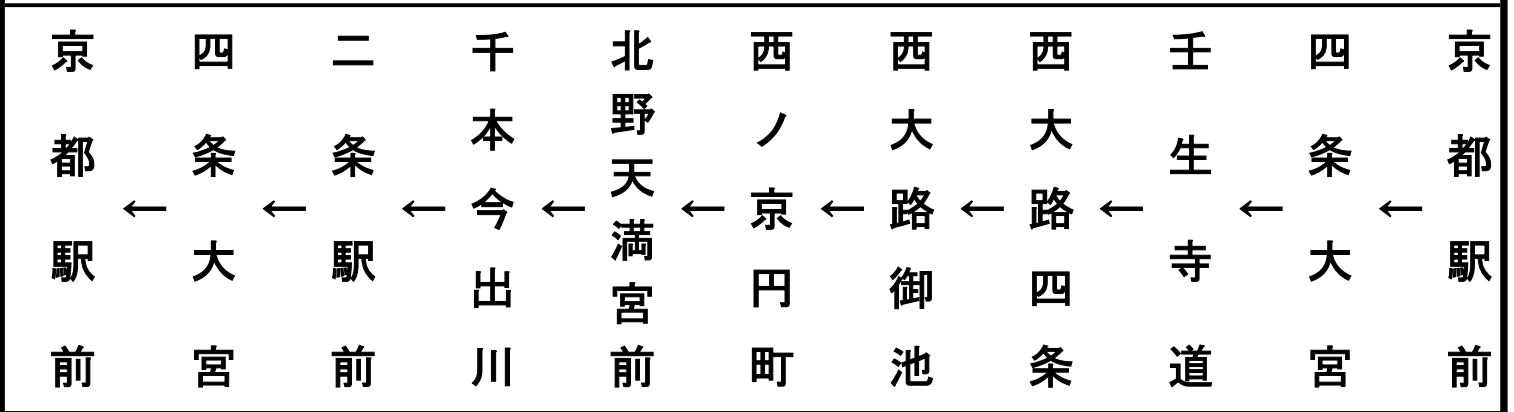 京都駅前
←
四条大宮
←
壬生寺道
←
西大路四条
←
西大路御池
←
西ノ京円町
←
北野天満宮前
←
千本今出川
←
二条駅前
←
四条大宮
←
京都駅前